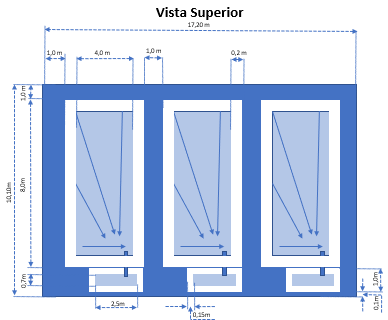 Vista Superior
17,20 m
1,0 m
4,0 m
1,0 m
0,2 m
1,0 m
10,10m
8,0m
0,7m
2,5m
0,15m
1,0m
0,1m